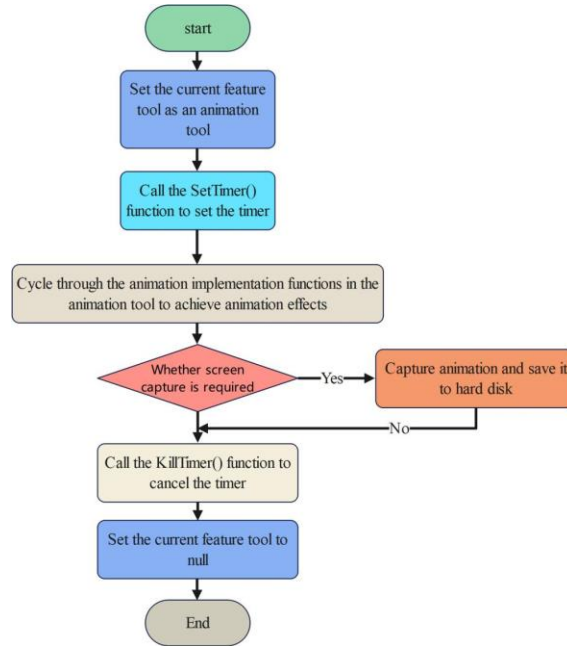 start
Set the current feature
tool as an animation
tool
Call the SetTimer()
function to set the timer
Cycle through the animation implementation functions in the
animation tool to achieve animation effects
Whether screen
capture is required
Yes
Capture animation and save it
to hard disk
No
Call the KillTimer() function to
cancel the timer
Set the current feature tool to
null
End